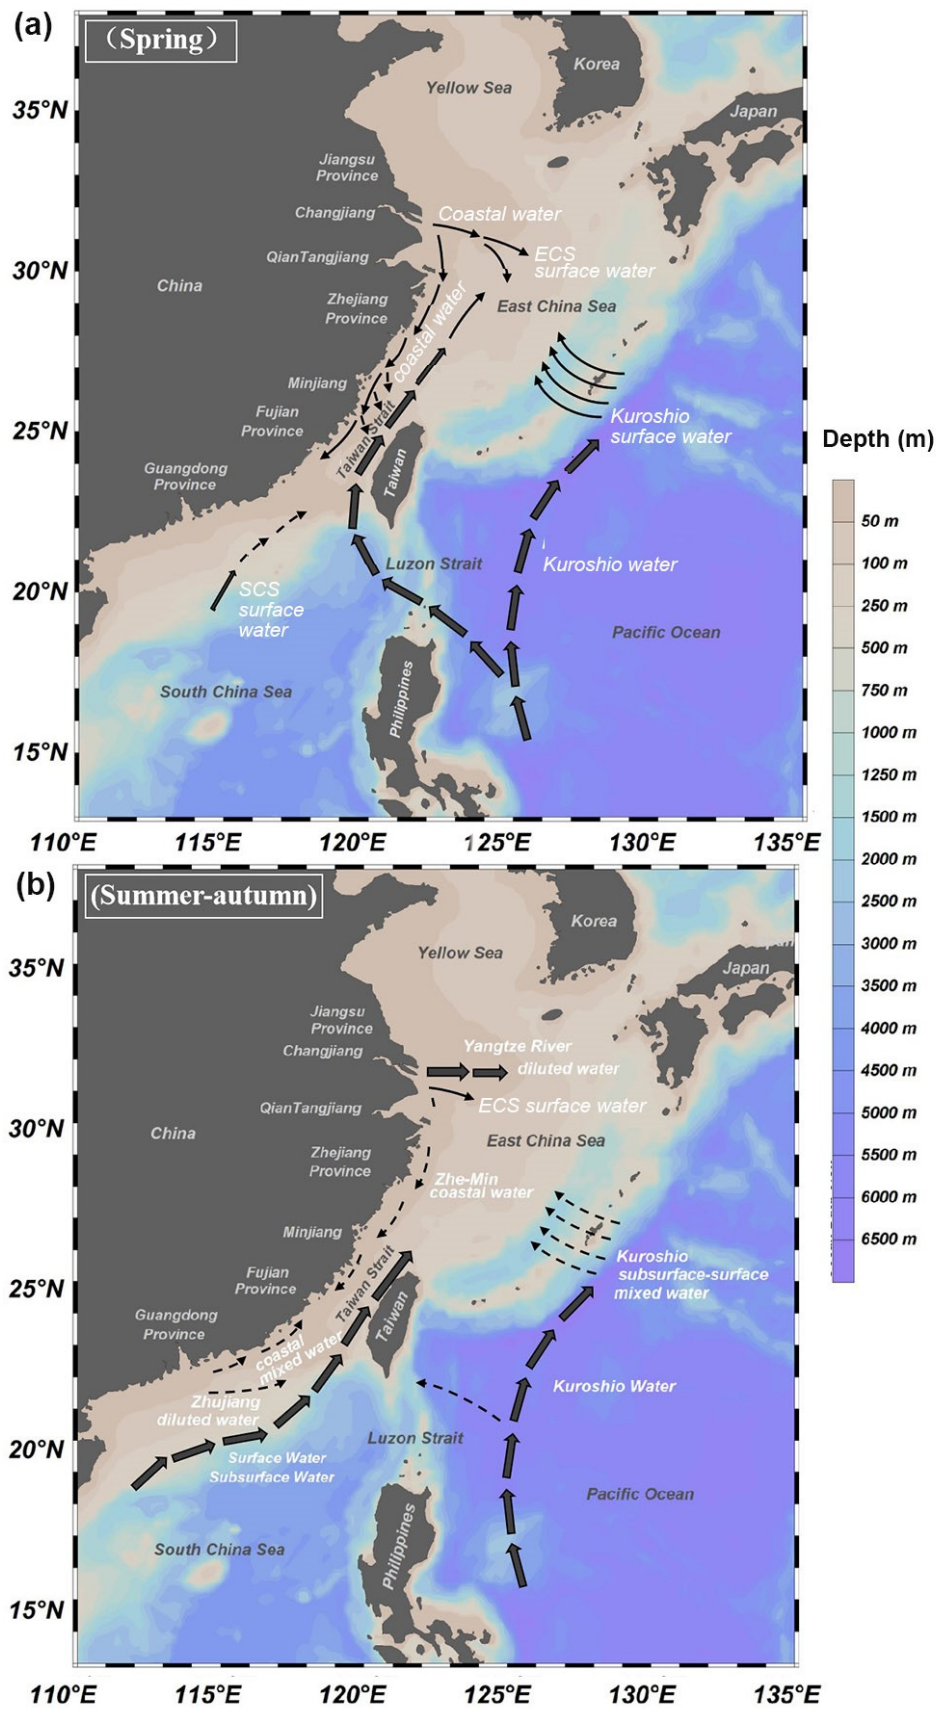 (a)
（Spring）
Korea
Yellow Sea
35°N
Japan
Jiangsu
Province
Changjiang
Coastal water
QianTangjiang
ECS
surface water
30°N
China
Zhejiang
Province
East China Sea
coastal water
Minjiang
Fujian
Province
Kuroshio
surface water
25°N
Taiwan Strait
Taiwan
Guangdong
Province
Luzon Strait
Kuroshio water
20°N
SCS
surface
water
Pacific Ocean
South China Sea
Philippines
15°N
110°E
115°E
120°E
125°E
130°E
135°E
Depth (m)
50 m
100 m
250 m
500 m
750 m
1000 m
1250 m
1500 m
2000 m
2500 m
3000 m
3500 m
4000 m
4500 m
5000 m
5500 m
6000 m
6500 m
(b)
(Summer-autumn)
Korea
Yellow Sea
35°N
Japan
Jiangsu
Province
Changjiang
Yangtze River
diluted water
QianTangjiang
ECS surface water
30°N
China
East China Sea
Zhejiang
Province
Zhe-Min
coastal water
Minjiang
Kuroshio
subsurface-surface
mixed water
Fujian
Province
25°N
Taiwan Strait
Taiwan
Guangdong
Province
coastal
mixed water
Kuroshio Water
Zhujiang
diluted water
Luzon Strait
20°N
Surface Water
Subsurface Water
Pacific Ocean
South China Sea
Philippines
15°N
110°E
115°E
120°E
125°E
130°E
135°E